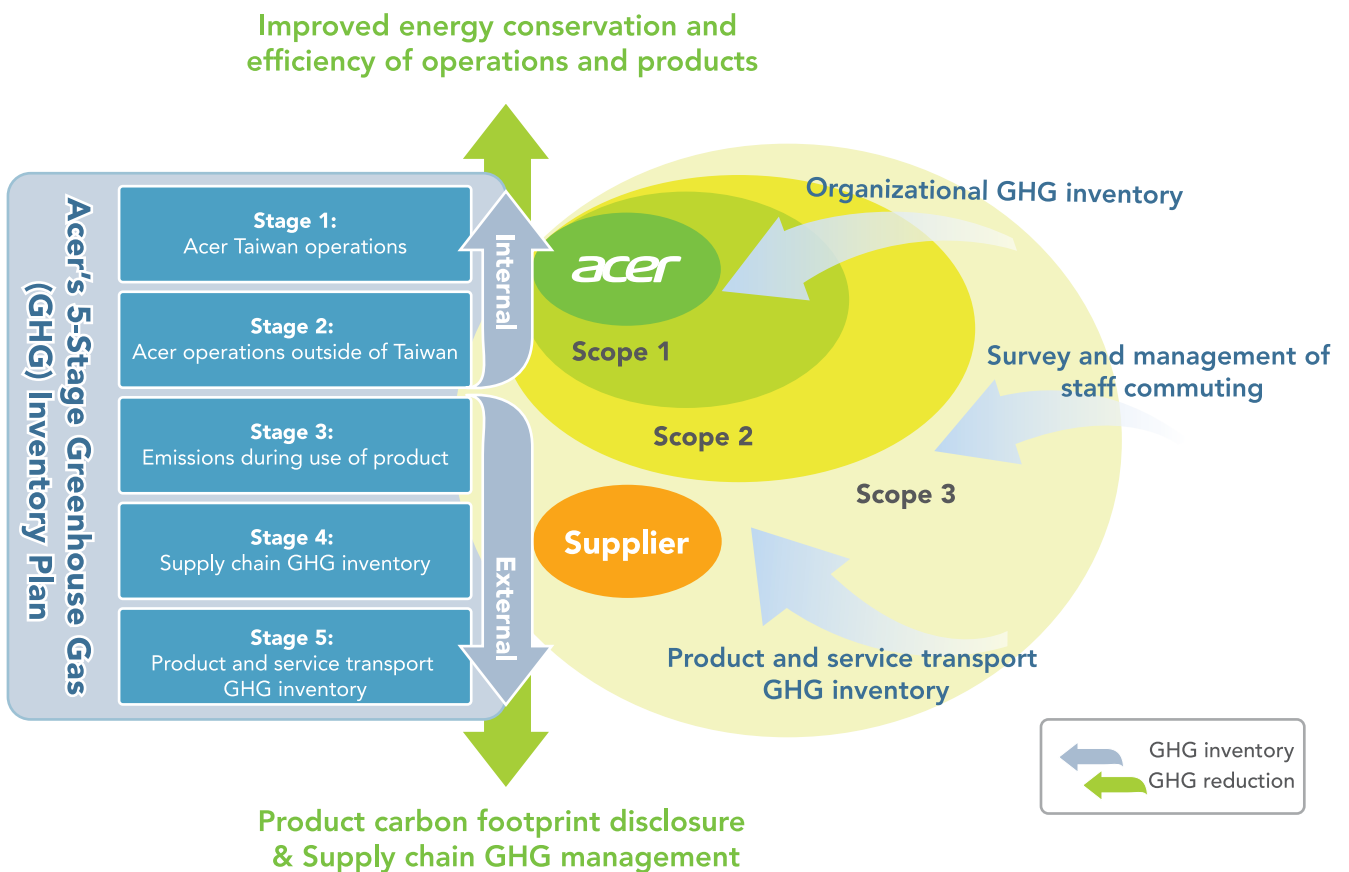 Improved energy conservation and
efficiency of operations and products
Acer's 5-Stage Greenhouse Gas
(GHG) Inventory Plan
Stage 1:
Acer Taiwan operations
Stage 2:
Acer operations outside of Taiwan
Stage 3:
Emissions during use of product
Stage 4:
Supply chain GHG inventory
Stage 5:
Product and service transport
GHG inventory
Internal
External
acer
Scope 1
Scope 2
Scope 3
Supplier
Organizational GHG inventory
Survey and management of
staff commuting
Product and service transport
GHG inventory
GHG inventory
GHG reduction
Product carbon footprint disclosure
& Supply chain GHG management